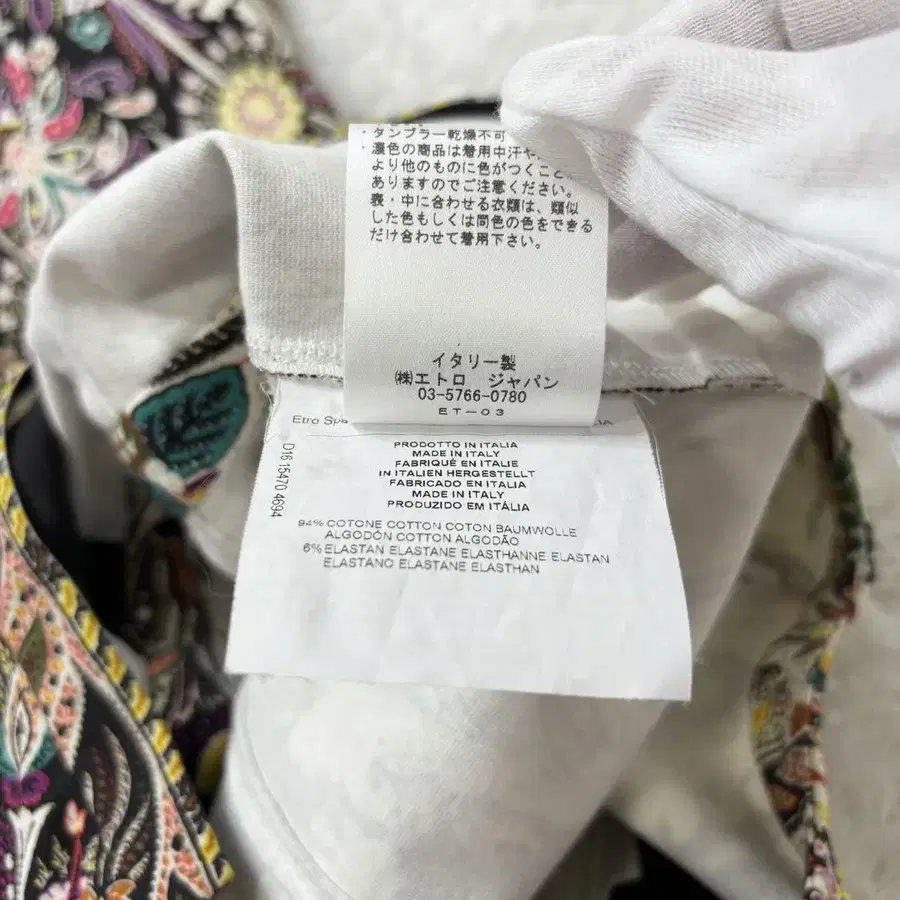 ・タンブラー乾燥不可
・濃色の商品は着用中汗や
より他のものに色がつくこと
ありますのでご注意ください。
表・中に合わせる衣類は、類似
した色もしくは同色の色をできる
だけ合わせて着用下さい。
イタリー製
㈱エトロ ジャパン
03-5766-0780
ET-03
Etro
D16 15470 4694
PRODOTTO IN ITALIA
MADE IN ITALY
FABRIQUÉ EN ITALIE
IN ITALIEN HERGESTELLT
FABRICADO EN ITALIA
MADE IN ITALY
PRODUZIDO EM ITÁLIA
94% COTONE COTTON COTON BAUMWOLLE
ALGODÓN COTTON ALGODÃO
6% ELASTAN ELASTANE ELASTHANNE ELASTAN
ELASTANO ELASTANE ELASTHAN